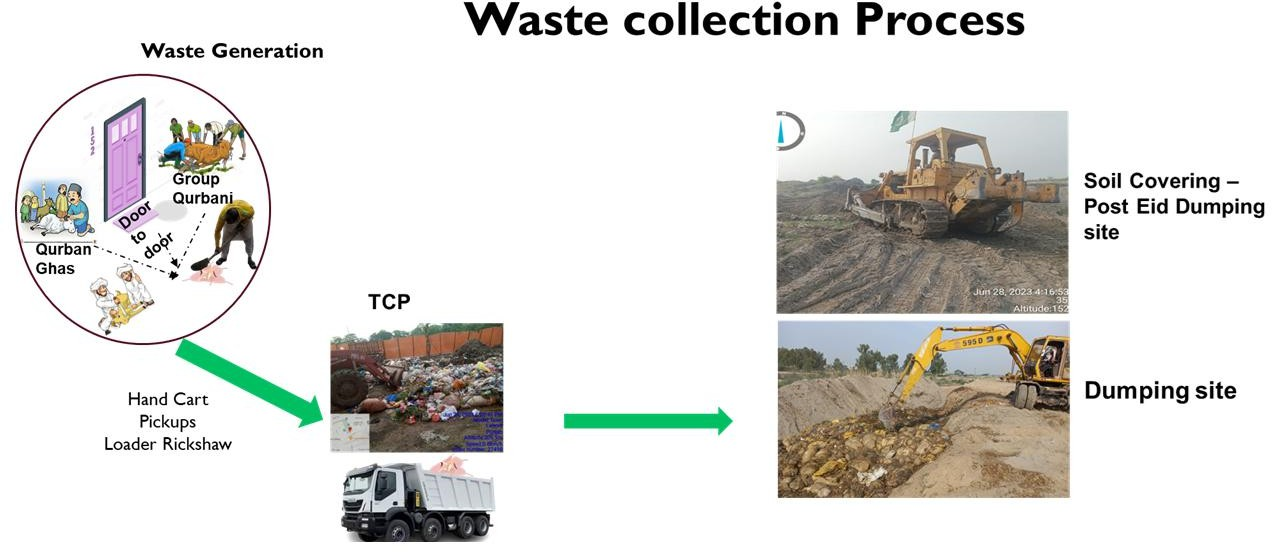 Waste collection Process
Waste Generation
Group
Qurbani
Door
to
door
Qurban
Ghas
Hand Cart
Pickups
Loader Rickshaw
TCP
Soil Covering –
Post Eid Dumping
site
Jun 28, 2023 4:16:53
35
Altitude:152
595D
Dumping site